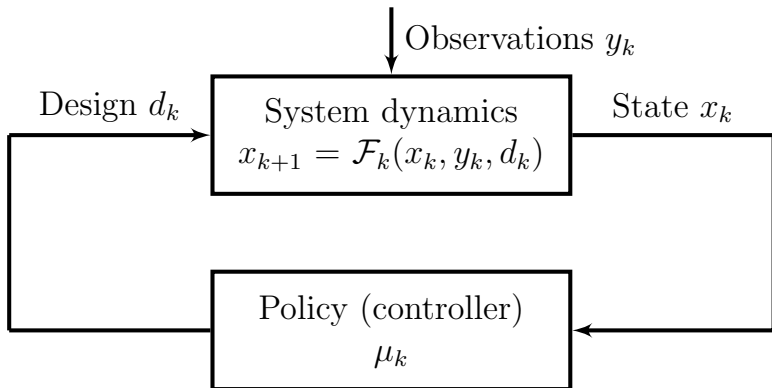 Observations $y_k$
Design $d_k$
System dynamics
$x_{k+1} = \mathcal{F}_k(x_k, y_k, d_k)$
State $x_k$
Policy (controller)
$\mu_k$